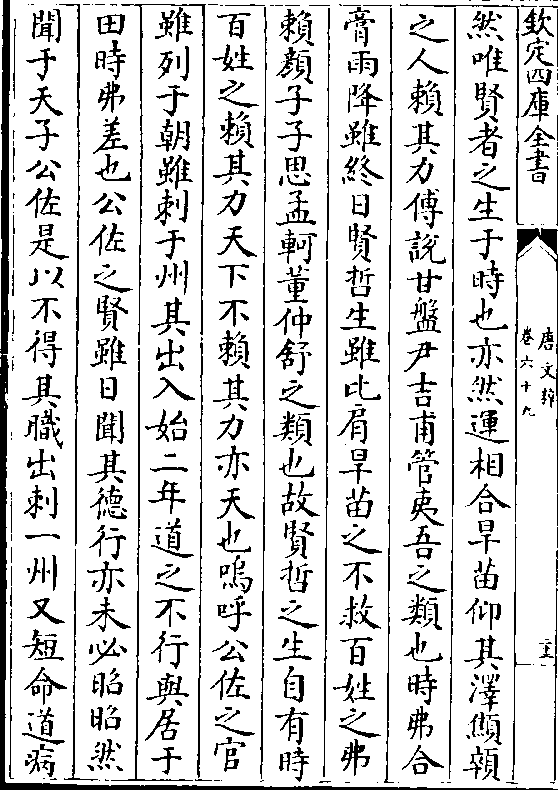 欽定四庫全書
唐文粹
卷六十九
然唯賢者之生于時也亦然運相合旱苗仰其澤顯顇
之人賴其力傅說甘盤尹吉甫管夷吾之類也時弗合
膏雨降雖終日賢哲生雖比肩旱苗之不救百姓之弗
賴顔子子思孟軻董仲舒之類也故賢哲之生自有時
百姓之賴其力天下不賴其力亦天也嗚呼公佐之官
雖列于朝雖刺于州其出入始二年道之不行與居于
田時弗差也公佐之賢雖日聞其德行亦未必昭昭然
聞于天子公佐是以不得其職出刺一州又短命道病